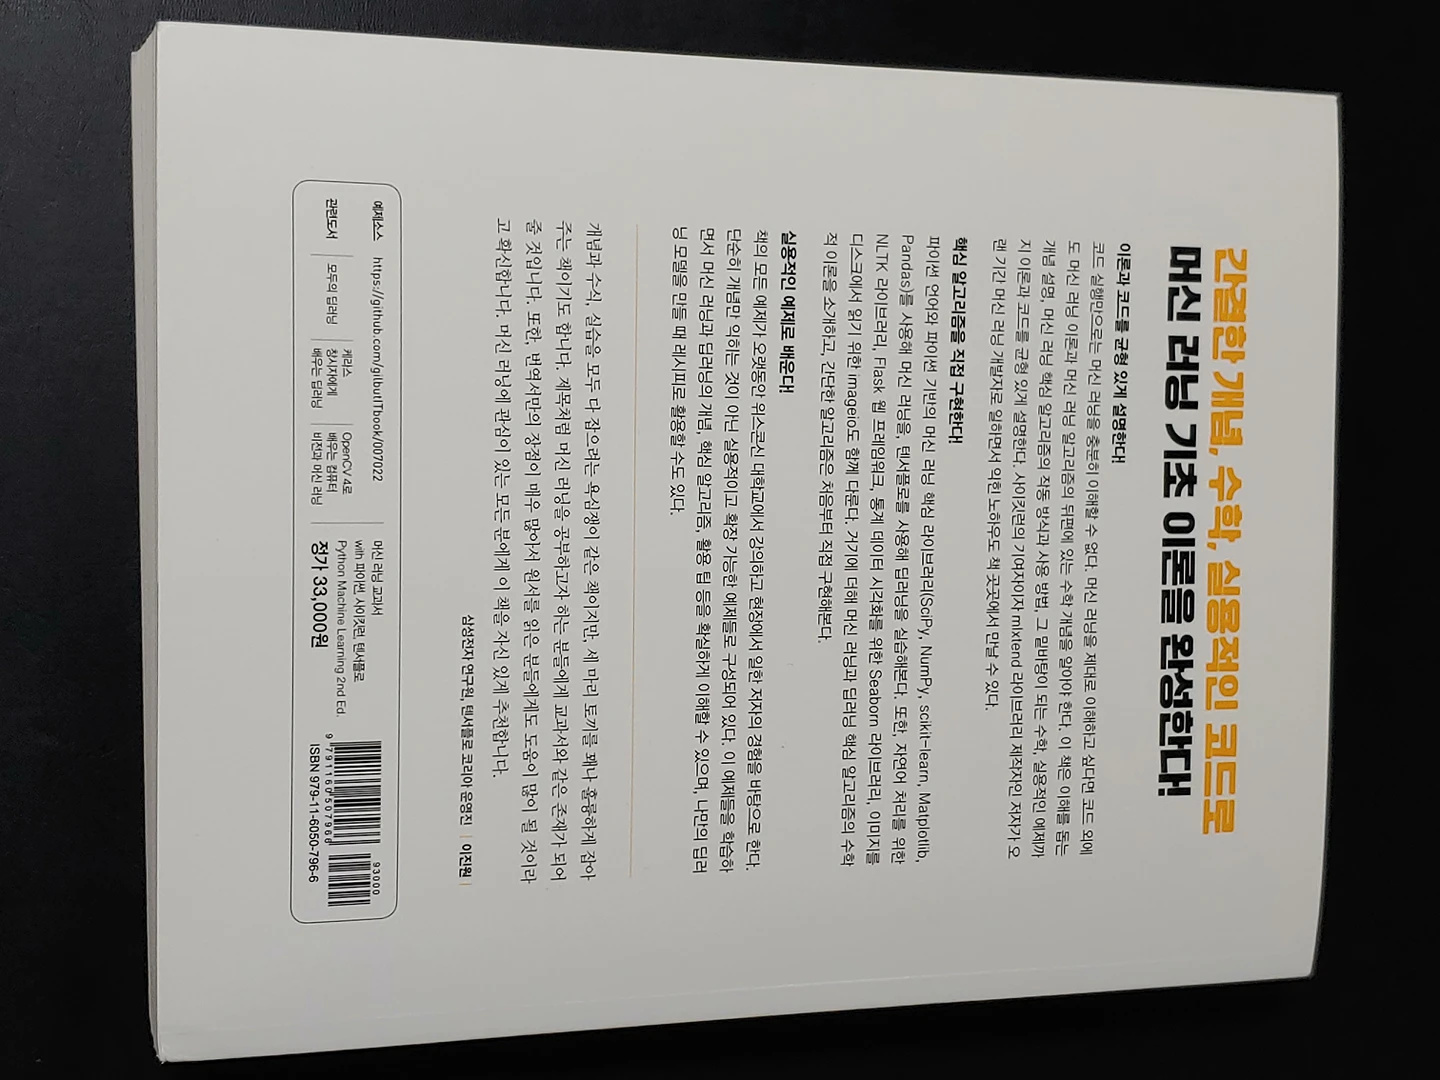 간결한 개념, 수학, 실용적인 코드로
머신 러닝 기초 이론을 완성한다!
이론과 코드를 균형 있게 설명한다!
코드 실행만으로는 머신 러닝을 충분히 이해할 수 없다. 머신 러닝을 제대로 이해하고 싶다면 코드 외에
도 머신 러닝 이론과 머신 러닝 알고리즘의 뒤편에 있는 수학 개념을 알아야 한다. 이 책은 이해를 돕는
개념 설명, 머신 러닝 핵심 알고리즘의 작동 방식과 사용 방법, 그 밑바탕이 되는 수학, 실용적인 예제까
지 이론과 코드를 균형 있게 설명한다. 사이킷런의 기여자이자 mlxtend 라이브러리 제작자인 저자가 오
랜 기간 머신 러닝 개발자로 일하면서 익힌 노하우도 책 곳곳에서 만날 수 있다.
핵심 알고리즘을 직접 구현한다!
파이썬 언어와 파이썬 기반의 머신 러닝 핵심 라이브러리(SciPy, NumPy, scikit-learn, Matplotlib,
Pandas)를 사용해 머신 러닝을, 텐서플로를 사용해 딥러닝을 실습해본다. 또한, 자연어 처리를 위한
NLTK 라이브러리, Flask 웹 프레임워크, 통계 데이터 시각화를 위한 Seaborn 라이브러리, 이미지를
디스크에서 읽기 위한 imageio도 함께 다룬다. 거기에 더해 머신 러닝과 딥러닝 핵심 알고리즘의 수학
적 이론을 소개하고, 간단한 알고리즘은 처음부터 직접 구현해본다.
실용적인 예제로 배운다!
책의 모든 예제가 오랫동안 위스콘신 대학교에서 강의하고 현장에서 일한 저자의 경험을 바탕으로 한다.
단순히 개념만 익히는 것이 아닌 실용적이고 확장 가능한 예제들로 구성되어 있다. 이 예제들을 학습하
면서 머신 러닝과 딥러닝의 개념, 핵심 알고리즘, 활용 팁 등을 확실하게 이해할 수 있으며, 나만의 딥러
닝 모델을 만들 때 레시피로 활용할 수도 있다.
개념과 수식, 실습을 모두 다 잡으려는 욕심쟁이 같은 책이지만, 세 마리 토끼를 꽤나 훌륭하게 잡아
주는 책이기도 합니다. 제목처럼 머신 러닝을 공부하고자 하는 분들에게 교과서와 같은 존재가 되어
줄 것입니다. 또한, 번역서만의 장점이 매우 많아서 원서를 읽은 분들에게도 도움이 많이 될 것이라
고 확신합니다. 머신 러닝에 관심이 있는 모든 분에게 이 책을 자신 있게 추천합니다.
삼성전자 연구원, 텐서플로 코리아 운영진 | 이진원 |
예제소스 https://github.com/gilbutITbook/007022
관련도서
모두의 딥러닝
케라스
창시자에게
배우는 딥러닝
OpenCV 4로
배우는 컴퓨터
비전과 머신 러닝
머신 러닝 교과서
with 파이썬, 사이킷런, 텐서플로
Python Machine Learning 2nd Ed.
정가 33,000원
93000
9 791160 507966
ISBN 979-11-6050-796-6